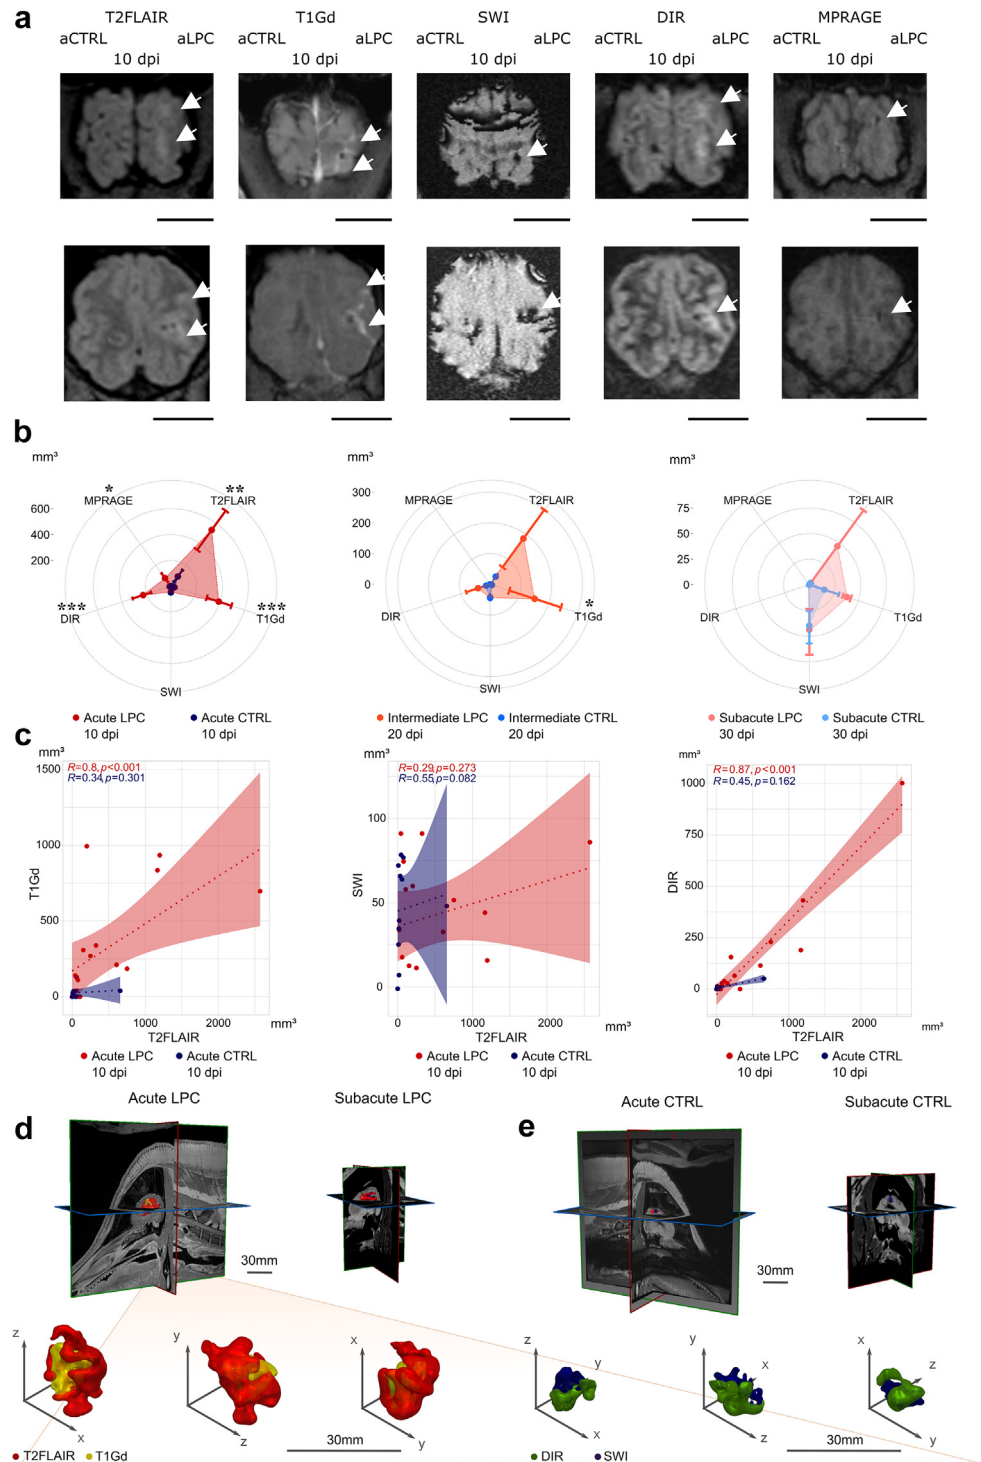 a
T2FLAIR T1Gd SWI DIR MPRAGE
aCTRL aLPC aCTRL aLPC aCTRL aLPC aCTRL aLPC aCTRL aLPC
10 dpi 10 dpi 10 dpi 10 dpi 10 dpi
b
mm³ mm³ mm³
* ** 
MPRAGE T2FLAIR MPRAGE T2FLAIR MPRAGE T2FLAIR
600 300 75
400 200 50
200 100 25
0 0
*** *** *
DIR T1Gd DIR T1Gd DIR T1Gd
SWI SWI SWI
Acute LPC Acute CTRL Intermediate LPC Intermediate CTRL Subacute LPC Subacute CTRL
10 dpi 10 dpi 20 dpi 20 dpi 30 dpi 30 dpi
c
mm³ mm³ mm³
R=0.8, p<0.001 R=0.29, p=0.273 R=0.87, p<0.001
R=0.34, p=0.301 R=0.55, p=0.082 R=0.45, p=0.162
1500 1000 500 0
T1Gd
100 50 0
SWI
1000 750 500 250 0
DIR
0 1000 2000 mm³ 0 1000 2000 mm³ 0 1000 2000 mm³
T2FLAIR T2FLAIR T2FLAIR
Acute LPC Acute CTRL Acute LPC Acute CTRL Acute LPC Acute CTRL
10 dpi 10 dpi 10 dpi 10 dpi 10 dpi 10 dpi
Acute LPC Subacute LPC Acute CTRL Subacute CTRL
d e
30mm 30mm
z x y z x y z y x y x z x z y
30mm 30mm
T2FLAIR T1Gd DIR SWI